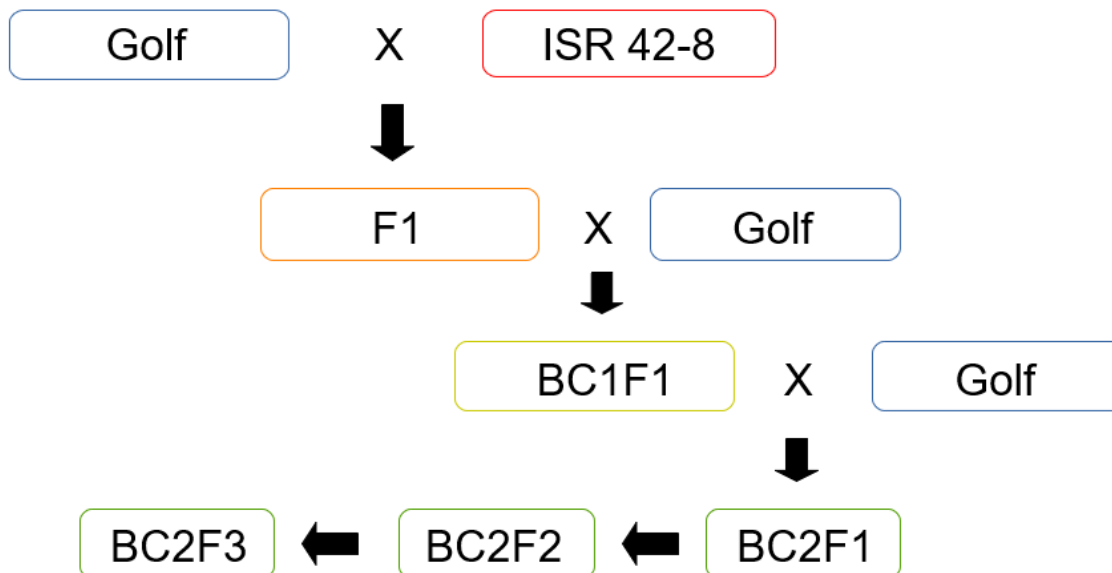 Golf X ISR 42-8
F1 X Golf
BC1F1 X Golf
BC2F3 BC2F2 BC2F1